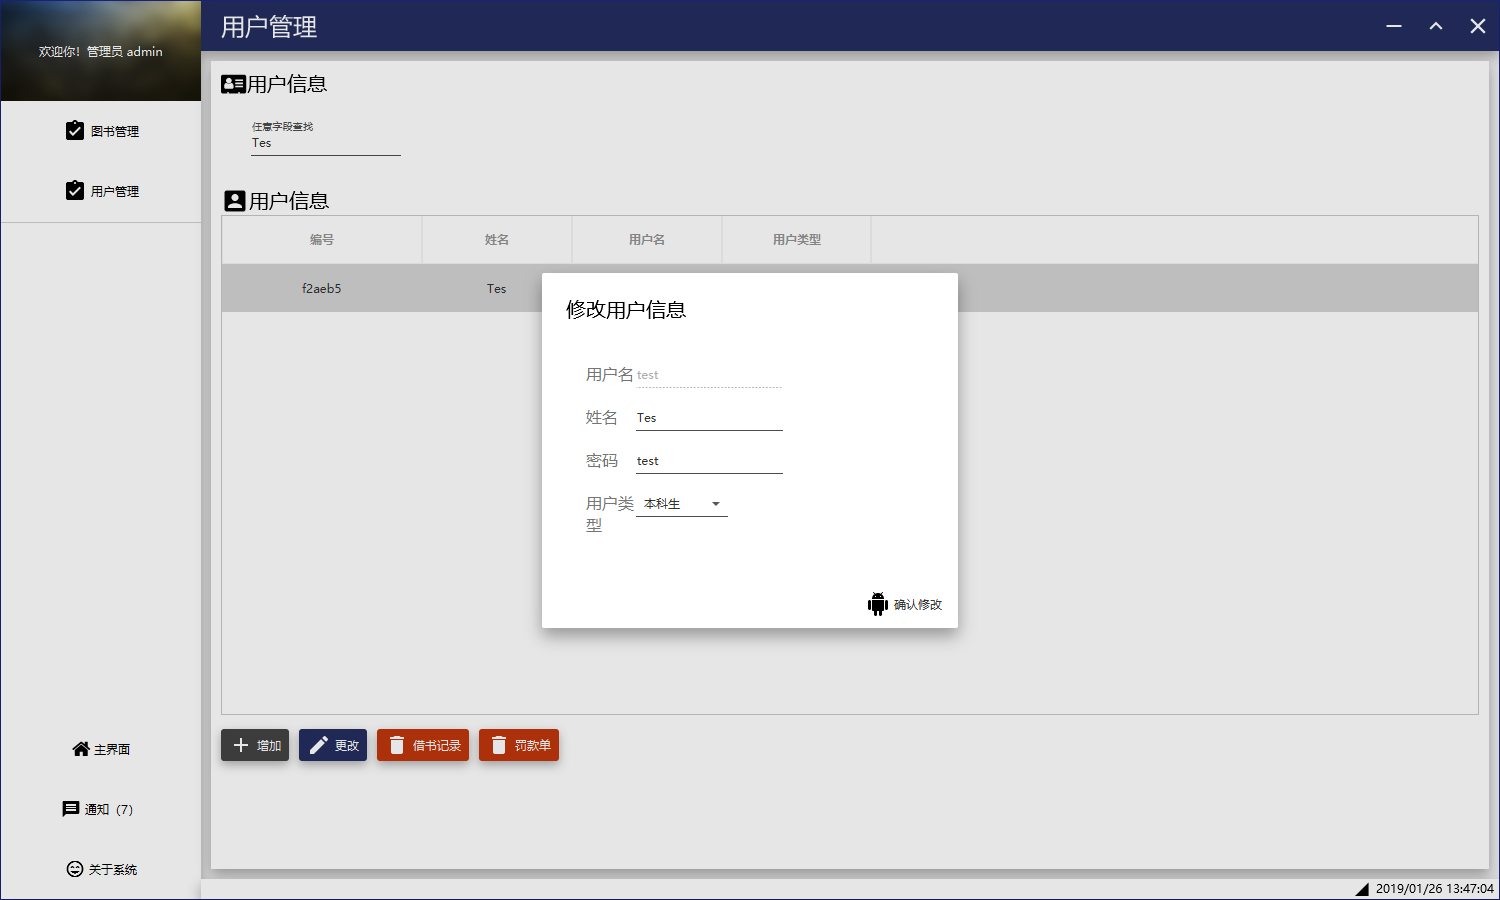 欢迎你！管理员 admin
用户管理
图书管理
用户管理
用户信息
任意字段查找
Tes
用户信息
编号 姓名 用户名 用户类型
f2aeb5 Tes
修改用户信息
用户名 test
姓名 Tes
密码 test
用户类型 本科生
确认修改
增加 更改 借书记录 罚款单
主界面
通知（7）
关于系统
2019/01/26 13:47:04